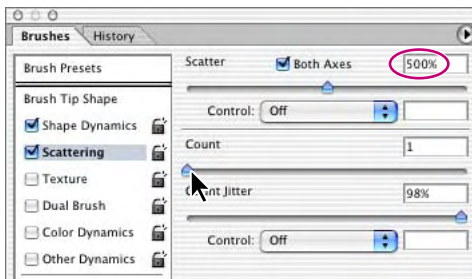 Brushes History
Brush Presets
Brush Tip Shape
Shape Dynamics
Scattering
Texture
Dual Brush
Color Dynamics
Other Dynamics
Scatter Both Axes 500%
Control: Off
Count 1
Jitter 98%
Control: Off